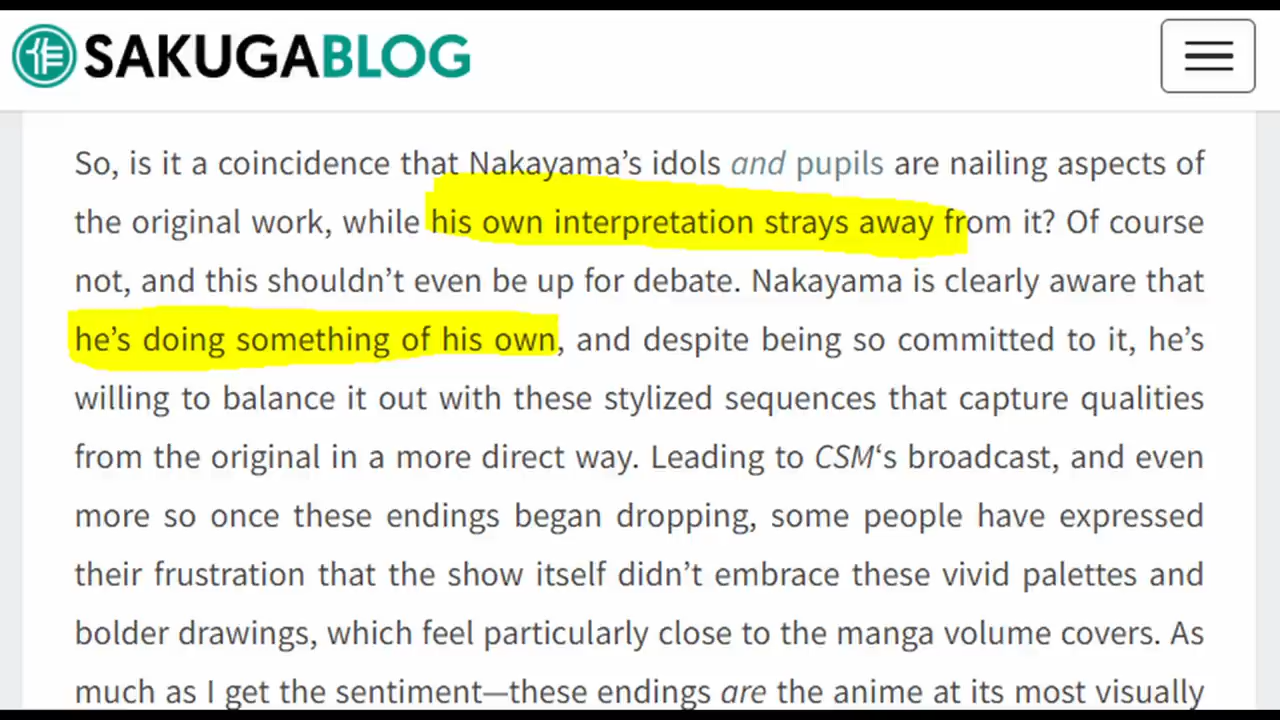 SAKUGABLOG
So, is it a coincidence that Nakayama’s idols and pupils are nailing aspects of
the original work, while his own interpretation strays away from it? Of course
not, and this shouldn’t even be up for debate. Nakayama is clearly aware that
he’s doing something of his own, and despite being so committed to it, he’s
willing to balance it out with these stylized sequences that capture qualities
from the original in a more direct way. Leading to CSM‘s broadcast, and even
more so once these endings began dropping, some people have expressed
their frustration that the show itself didn’t embrace these vivid palettes and
bolder drawings, which feel particularly close to the manga volume covers. As
much as I get the sentiment—these endings are the anime at its most visually